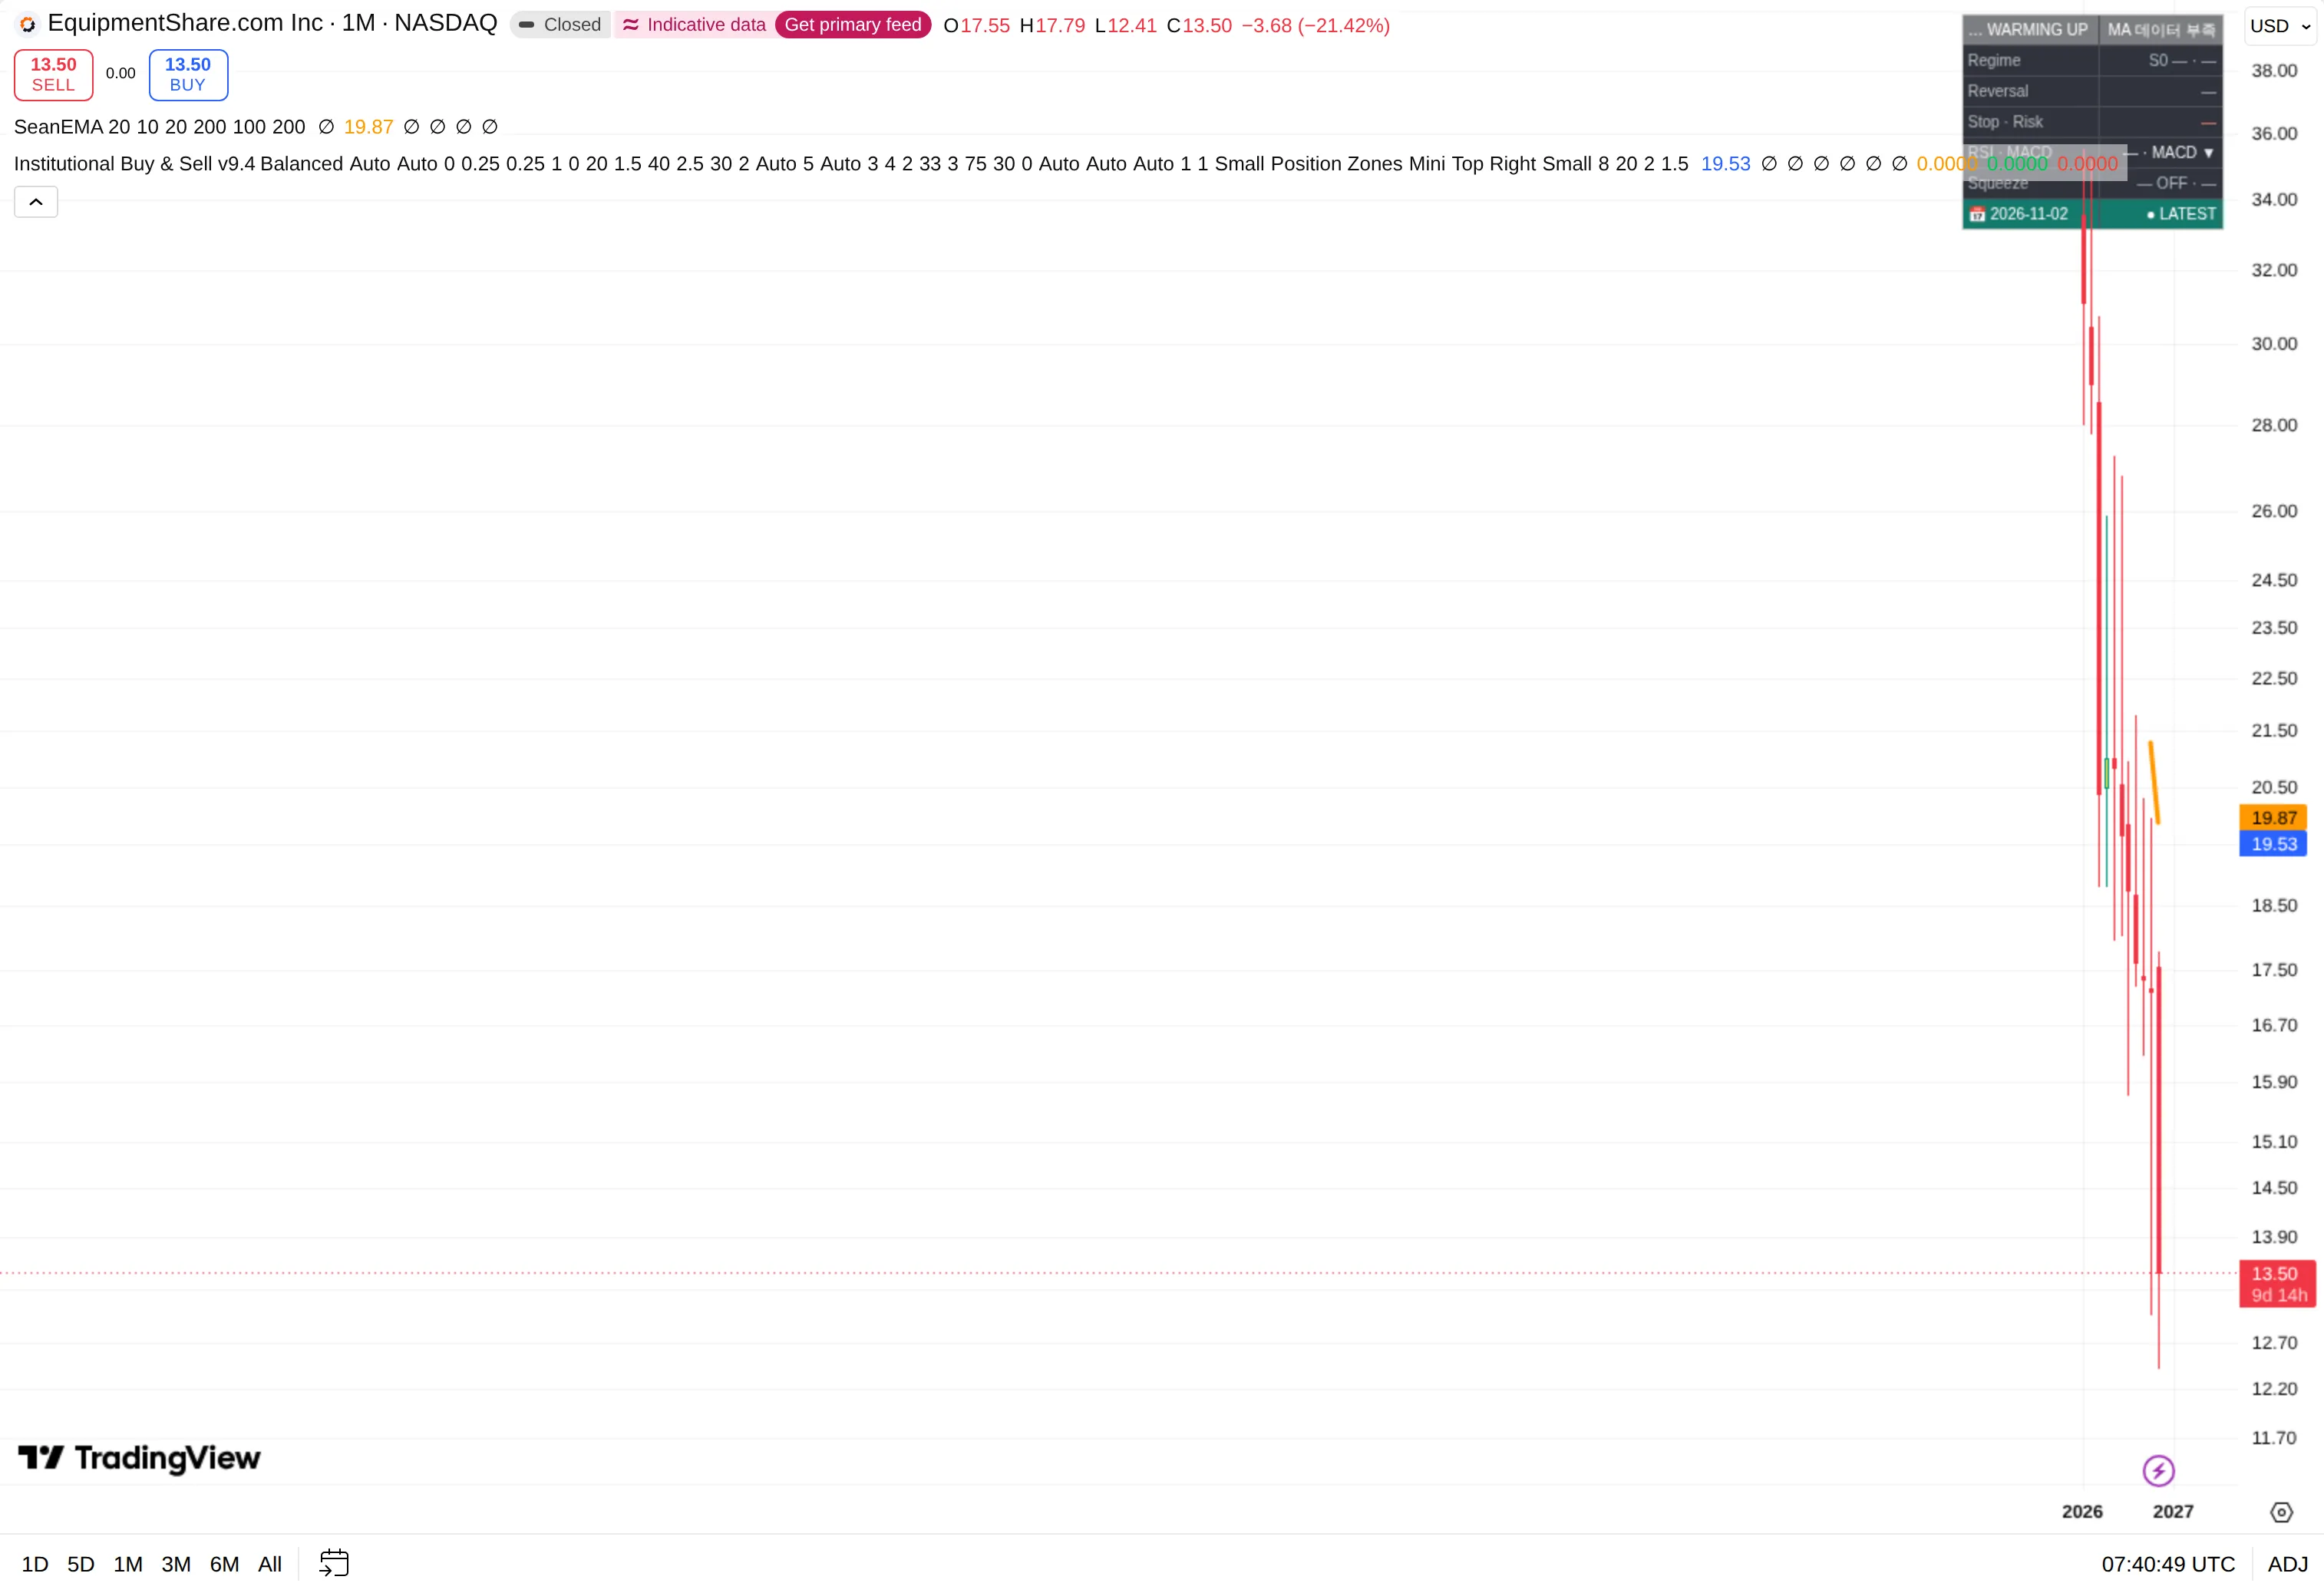 EquipmentShare.com Inc · 1M · NASDAQ Closed Indicative data Get primary feed O17.55 H17.79 L12.41 C13.50 −3.68 (−21.42%)
13.50
SELL
0.00
13.50
BUY
SeanEMA 20 10 20 200 100 200 ∅ 19.87 ∅ ∅ ∅ ∅
Institutional Buy & Sell v9.4 Balanced Auto Auto 0 0.25 0.25 1 0 20 1.5 40 2.5 30 2 Auto 5 Auto 3 4 2 33 3 75 30 0 Auto Auto Auto 1 1 Small Position Zones Mini Top Right Small 8 20 2 1.5 19.53 ∅ ∅ ∅ ∅ ∅ ∅ 0.0000 0.0000 0.0000
... WARMING UP MA 데이터 부족
Regime S0 — · —
Reversal —
Stop · Risk —
RSI · MACD — · MACD ▼
Squeeze — OFF · —
📅 2026-11-02 ● LATEST
USD
38.00
36.00
34.00
32.00
30.00
28.00
26.00
24.50
23.50
22.50
21.50
20.50
19.87
19.53
18.50
17.50
16.70
15.90
15.10
14.50
13.90
13.50
9d 14h
12.70
12.20
11.70
TradingView
2026 2027
1D 5D 1M 3M 6M All
07:40:49 UTC ADJ